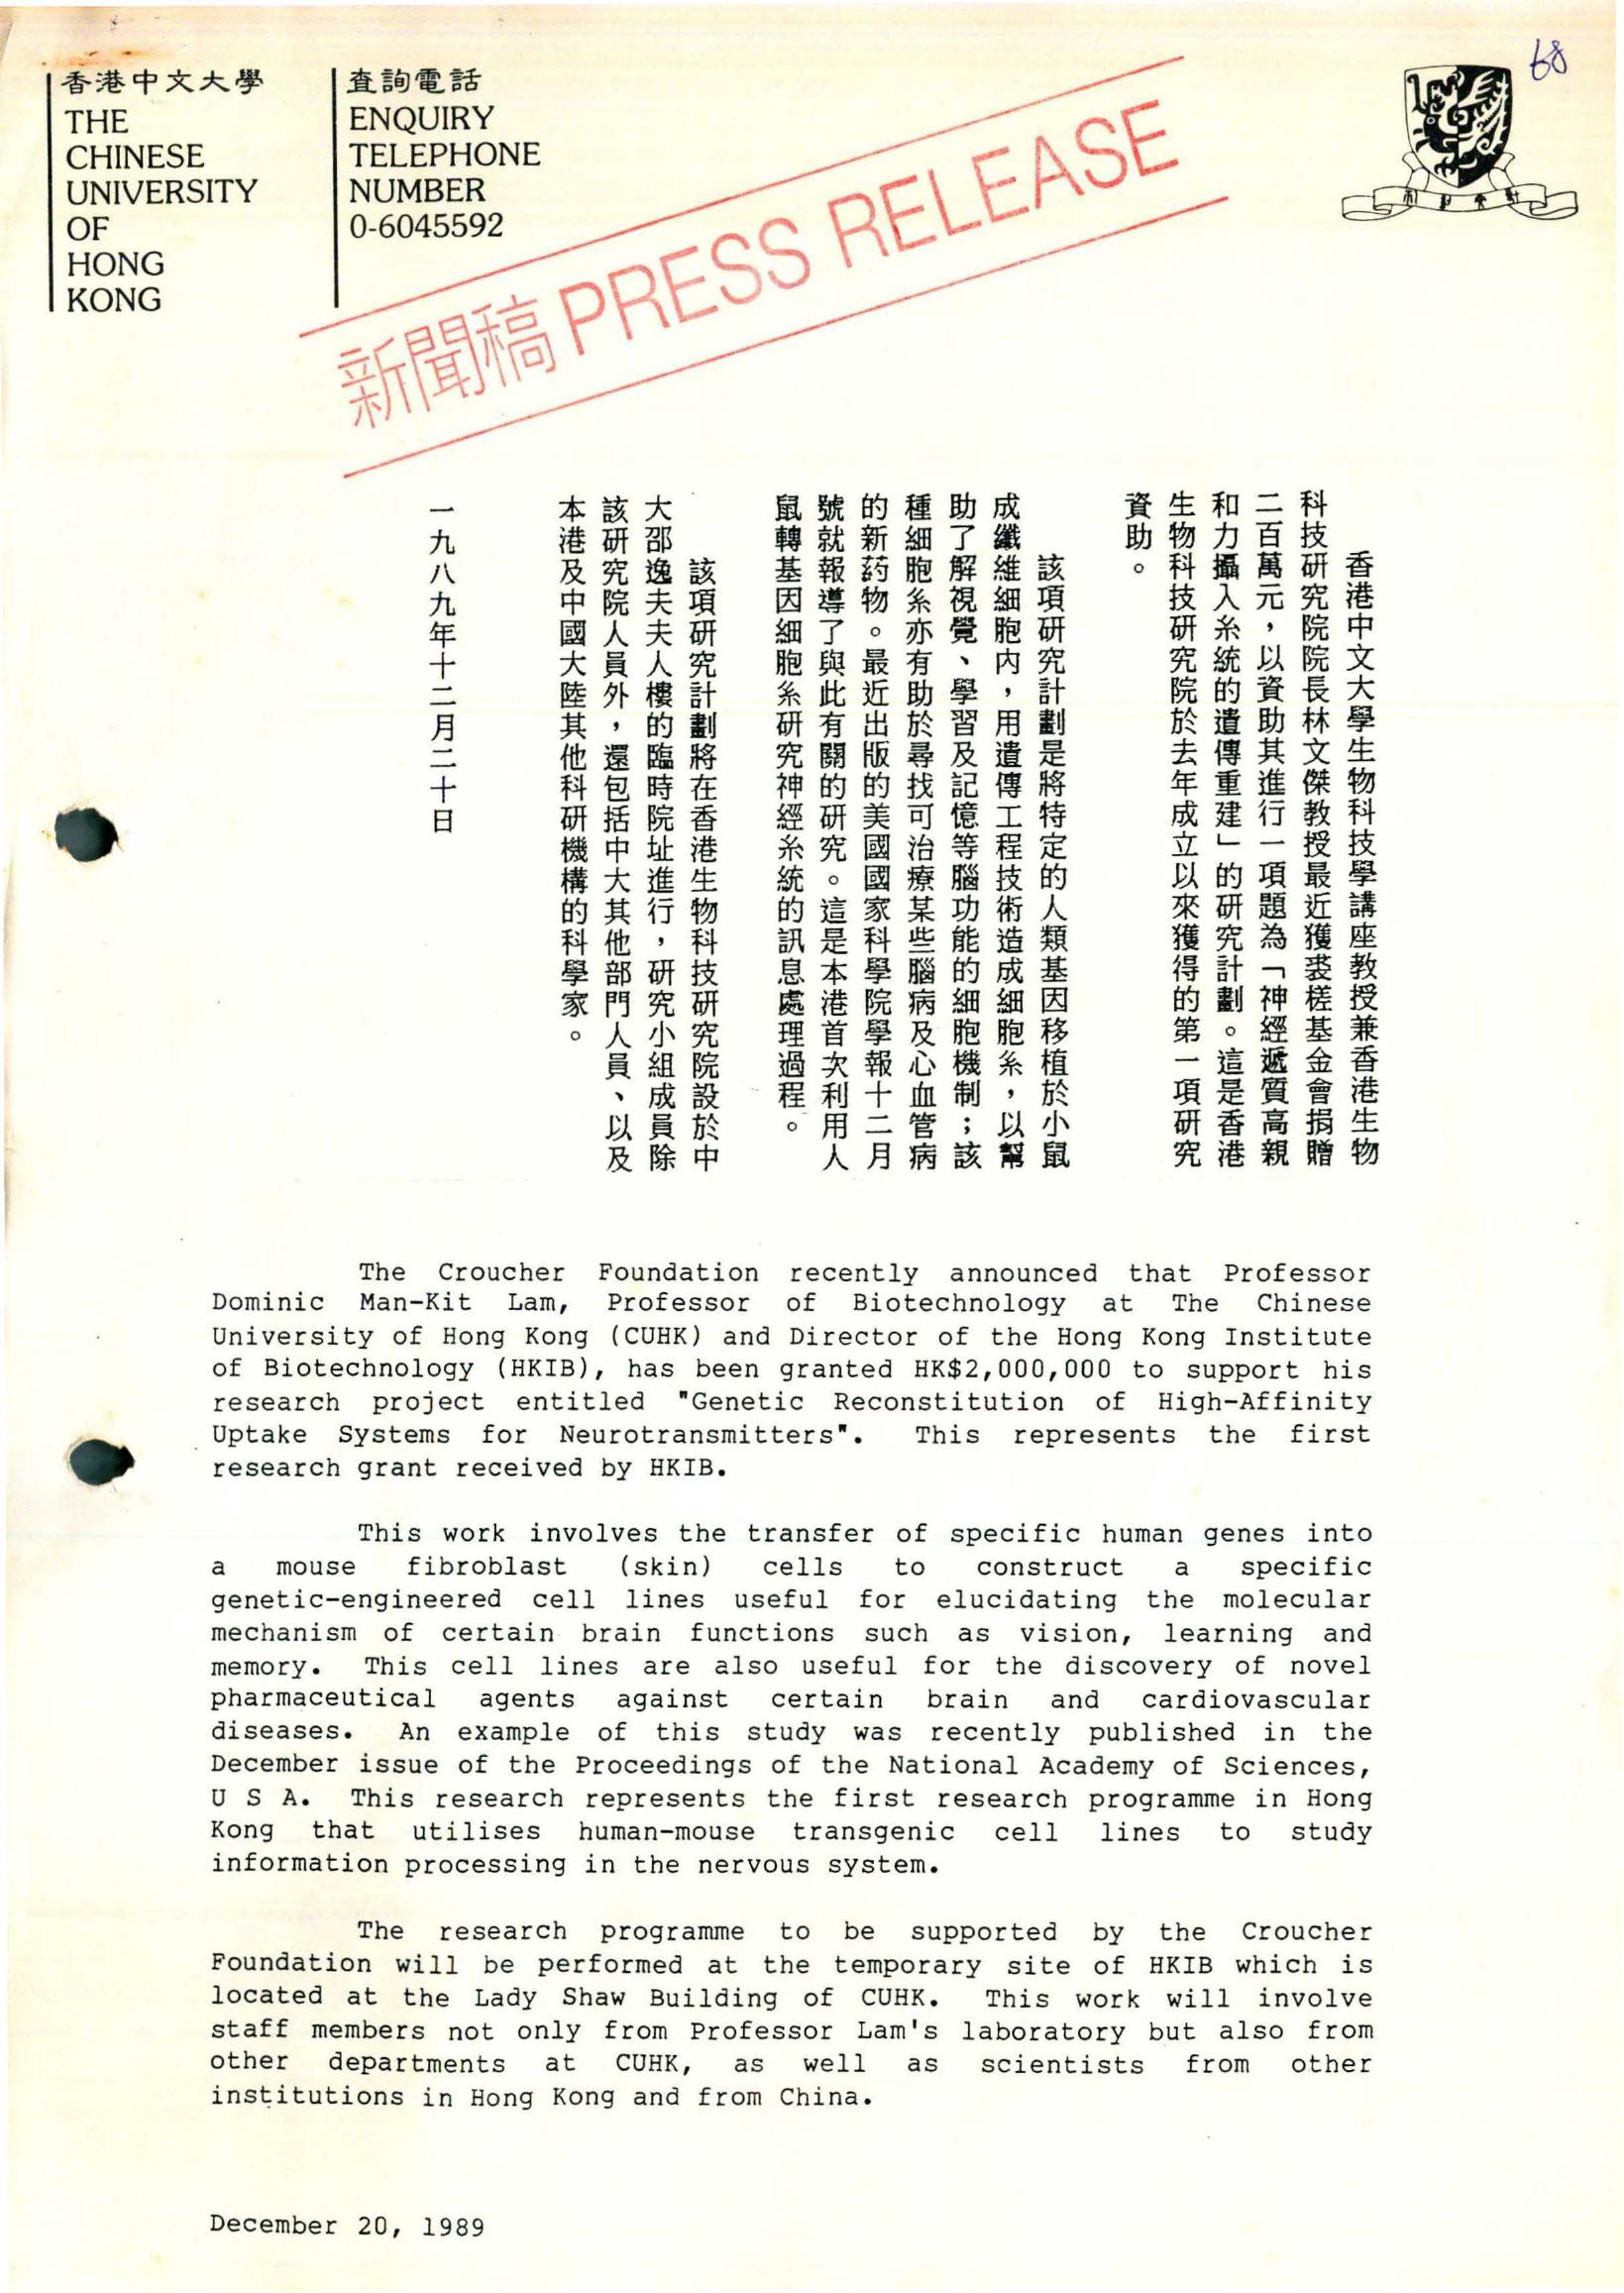 68
香港中文大學
THE
CHINESE
UNIVERSITY
OF
HONG
KONG
查詢電話
ENQUIRY
TELEPHONE
NUMBER
0-6045592
新聞稿 PRESS RELEASE
香港中文大學生物科技學講座教授兼香港生物
科技研究院院長林文傑教授最近獲裘槎基金會捐贈
二百萬元，以資助其進行一項題為「神經遞質高親
和力攝入系統的遺傳重建」的研究計劃。這是香港
生物科技研究院於去年成立以來獲得的第一項研究
資助。
該項研究計劃是將特定的人類基因移植於小鼠
成纖維細胞內，用遺傳工程技術造成細胞系，以幫
助了解視覺、學習及記憶等腦功能的細胞機制；該
種細胞系亦有助於尋找可治療某些腦病及心血管病
的新葯物。最近出版的美國國家科學院學報十二月
號就報導了與此有關的研究。這是本港首次利用人
鼠轉基因細胞系研究神經系統的訊息處理過程。
該項研究計劃將在香港生物科技研究院設於中
大邵逸夫夫人樓的臨時院址進行，研究小組成員除
該研究院人員外，還包括中大其他部門人員、以及
本港及中國大陸其他科研機構的科學家。
一九八九年十二月二十日
The Croucher Foundation recently announced that Professor
Dominic Man-Kit Lam, Professor of Biotechnology at The Chinese
University of Hong Kong (CUHK) and Director of the Hong Kong Institute
of Biotechnology (HKIB), has been granted HK$2,000,000 to support his
research project entitled "Genetic Reconstitution of High-Affinity
Uptake Systems for Neurotransmitters". This represents the first
research grant received by HKIB.
This work involves the transfer of specific human genes into
a mouse fibroblast (skin) cells to construct a specific
genetic-engineered cell lines useful for elucidating the molecular
mechanism of certain brain functions such as vision, learning and
memory. This cell lines are also useful for the discovery of novel
pharmaceutical agents against certain brain and cardiovascular
diseases. An example of this study was recently published in the
December issue of the Proceedings of the National Academy of Sciences,
U S A. This research represents the first research programme in Hong
Kong that utilises human-mouse transgenic cell lines to study
information processing in the nervous system.
The research programme to be supported by the Croucher
Foundation will be performed at the temporary site of HKIB which is
located at the Lady Shaw Building of CUHK. This work will involve
staff members not only from Professor Lam's laboratory but also from
other departments at CUHK, as well as scientists from other
institutions in Hong Kong and from China.
December 20, 1989